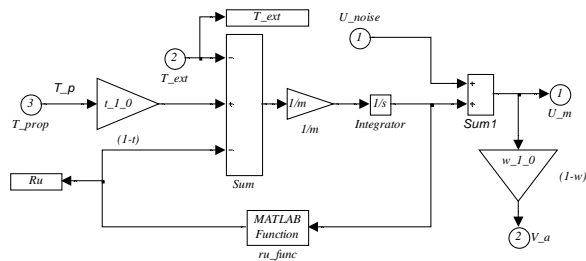 T_ext
U_noise
1
2
T_ext
T_p
3
T_prop
t_1_0
(1-t)
Sum
1/m
1/m
1/s
Integrator
Sum1
1
U_m
w_1_0
(1-w)
2
V_a
Ru
MATLAB
Function
ru_func